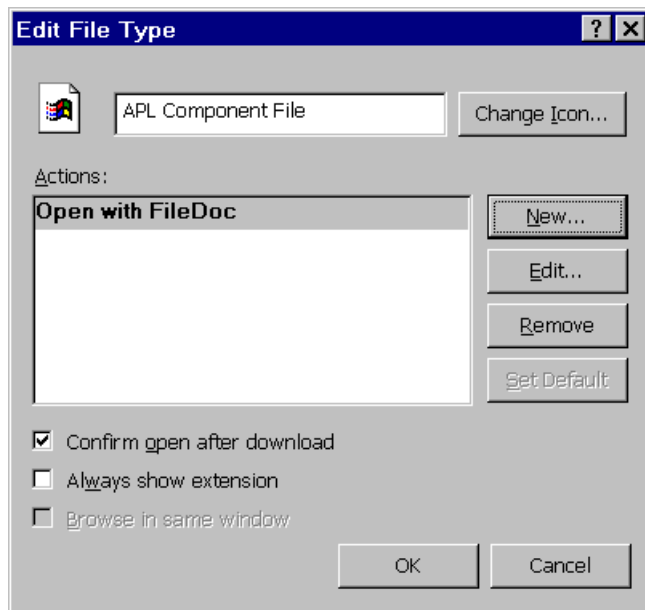 Edit File Type
? X
APL Component File
Change Icon...
Actions:
Open with FileDoc
New...
Edit...
Remove
Set Default
Confirm open after download
Always show extension
Browse in same window
OK
Cancel